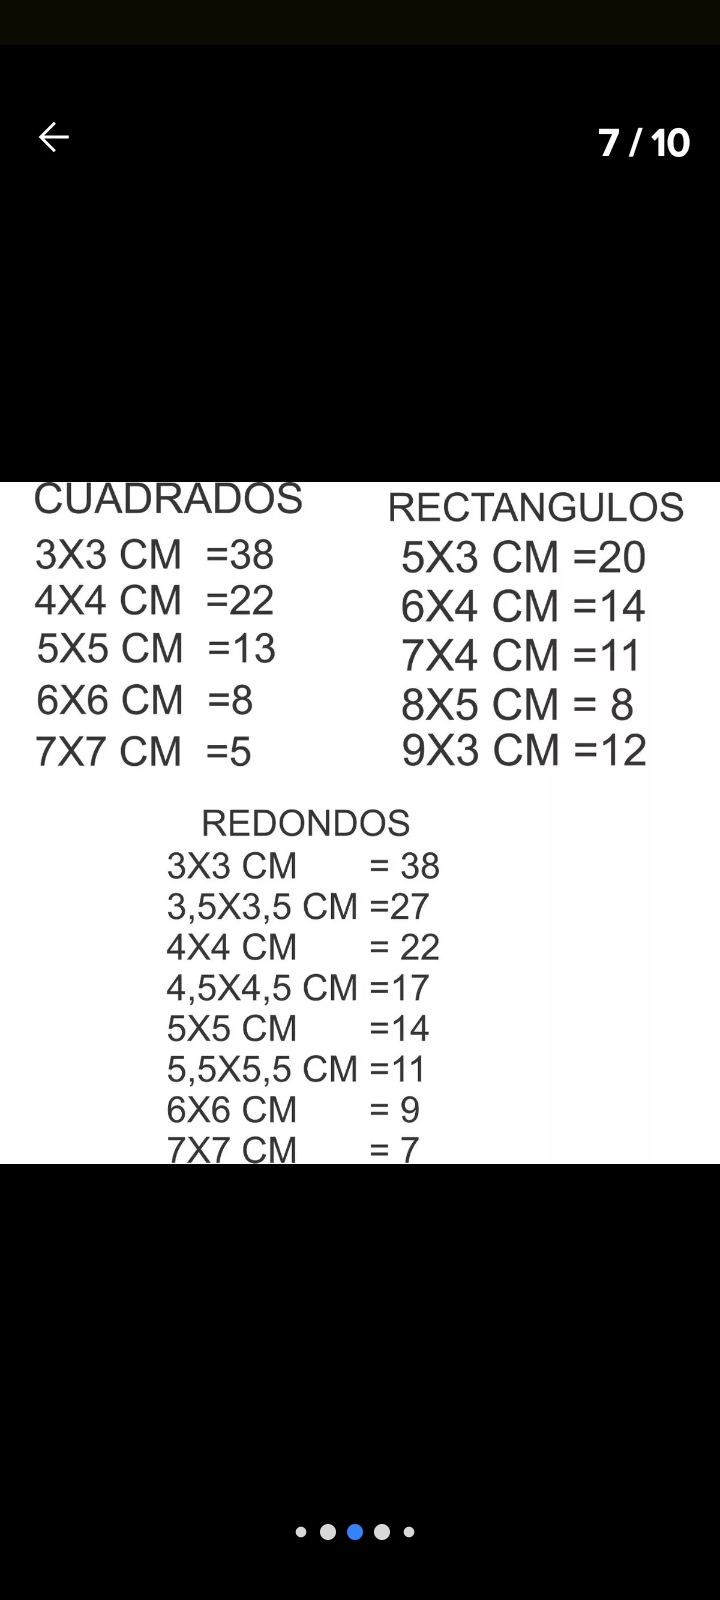 7 / 10
CUADRADOS
3X3 CM =38
4X4 CM =22
5X5 CM =13
6X6 CM =8
7X7 CM =5
RECTANGULOS
5X3 CM =20
6X4 CM =14
7X4 CM =11
8X5 CM = 8
9X3 CM =12
REDONDOS
3X3 CM = 38
3,5X3,5 CM =27
4X4 CM = 22
4,5X4,5 CM =17
5X5 CM =14
5,5X5,5 CM =11
6X6 CM = 9
7X7 CM = 7